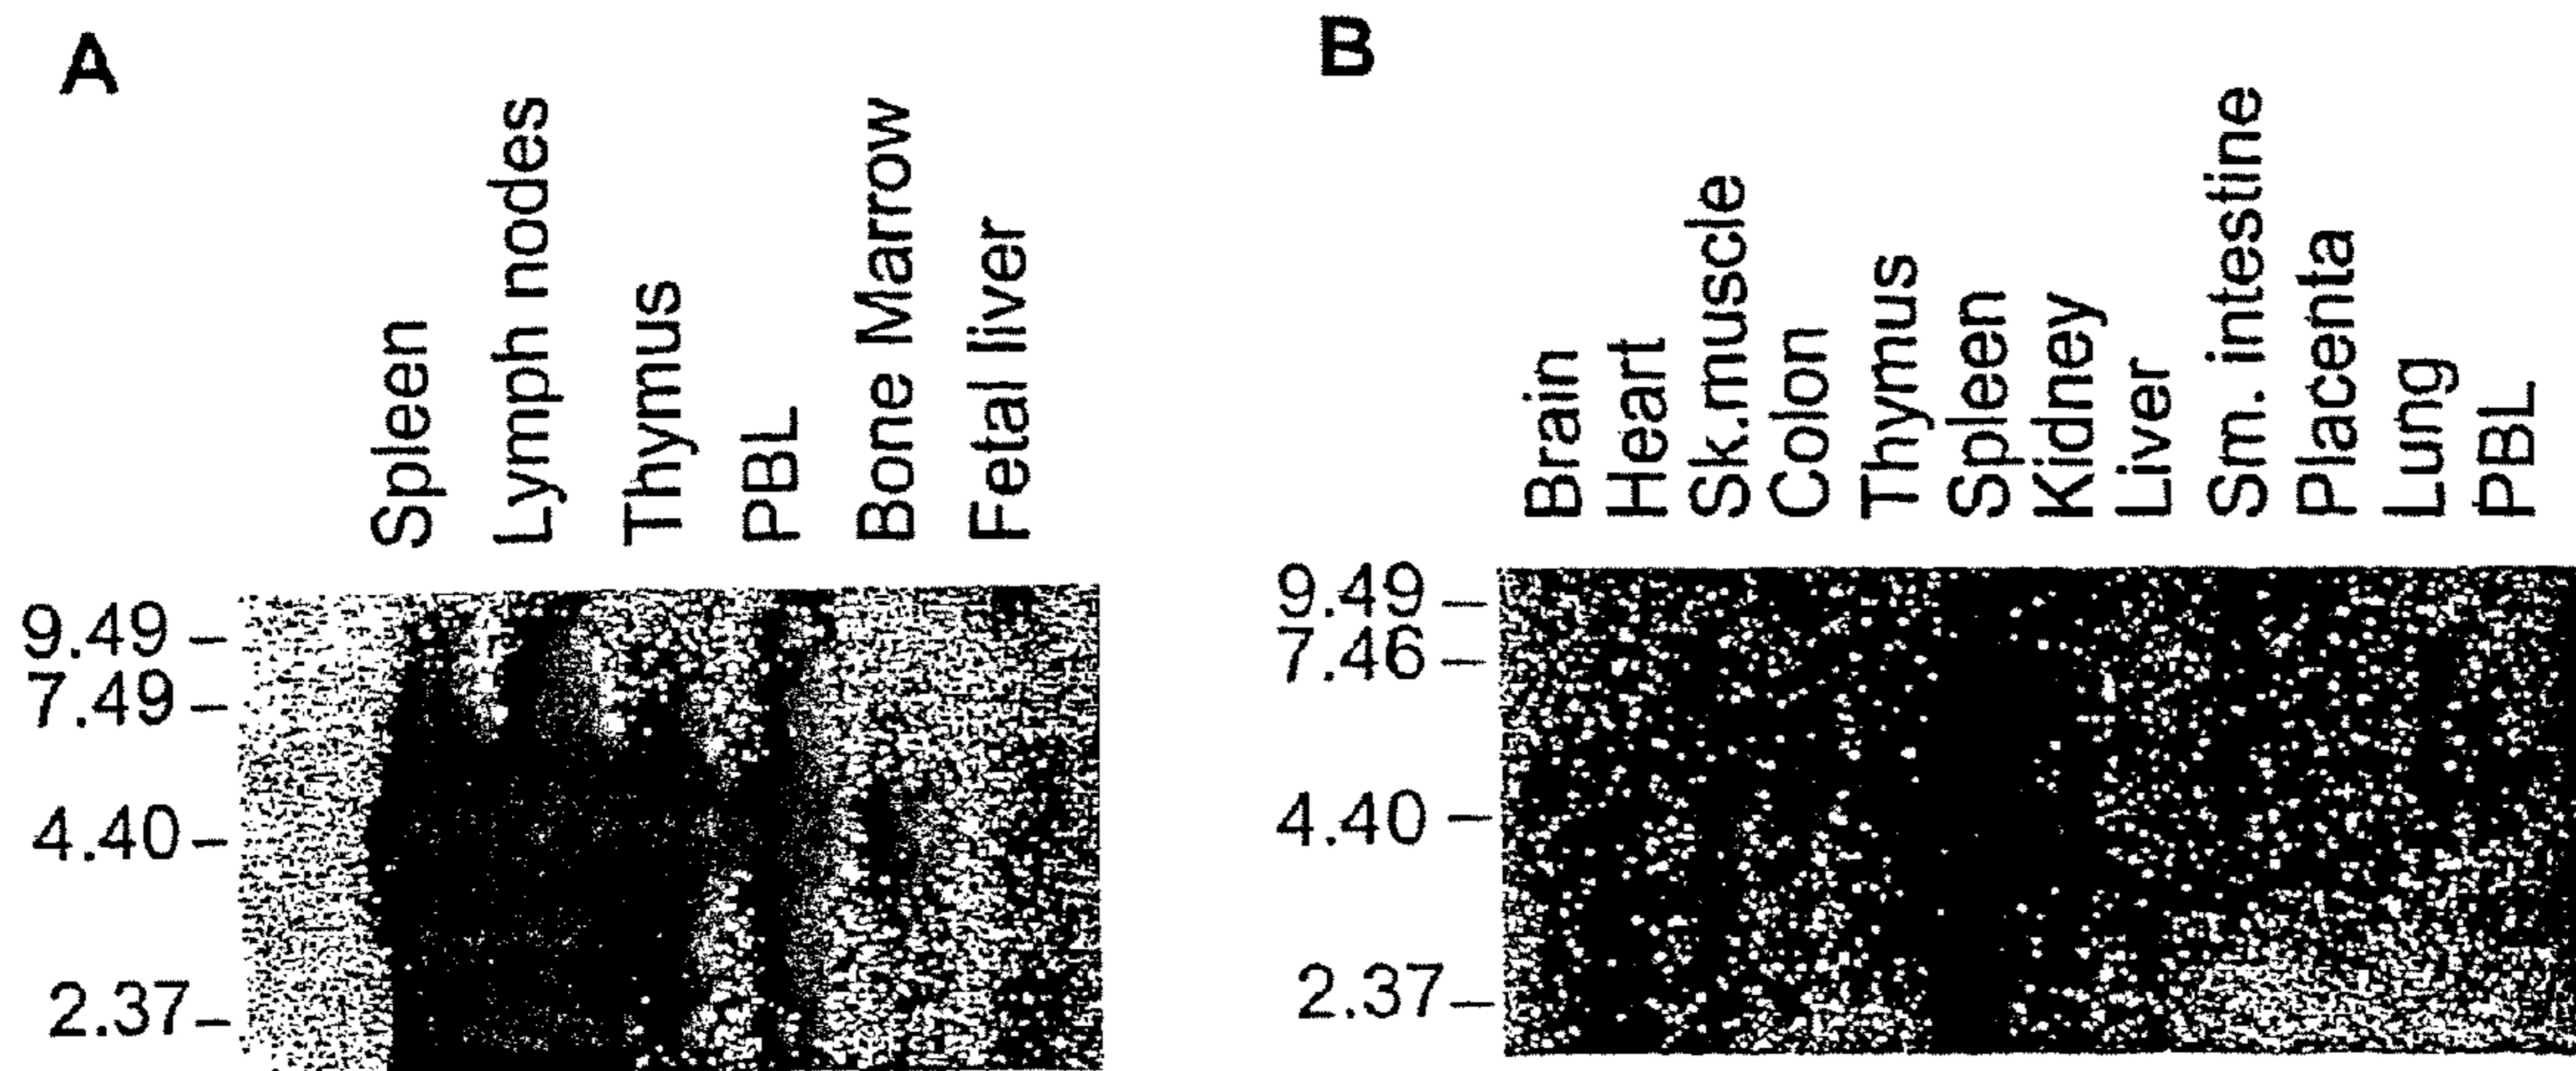 A
Spleen
Lymph nodes
Thymus
PBL
Bone Marrow
Fetal liver
9.49
7.49
4.40
2.37
B
Brain
Heart
Sk.muscle
Colon
Thymus
Spleen
Kidney
Liver
Sm. intestine
Placenta
Lung
PBL
9.49
7.46
4.40
2.37